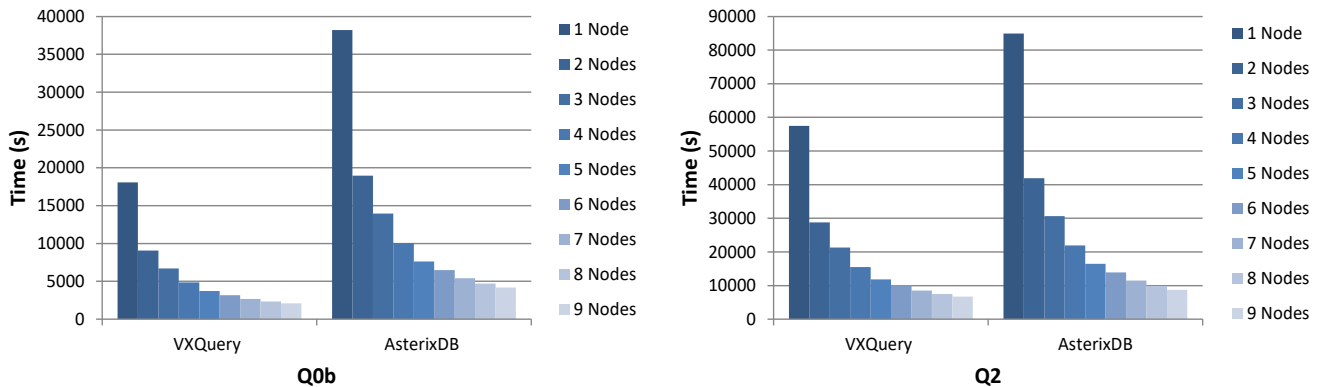 Time (s)
40000
35000
30000
25000
20000
15000
10000
5000
0
VXQuery
AsterixDB
Q0b
1 Node
2 Nodes
3 Nodes
4 Nodes
5 Nodes
6 Nodes
7 Nodes
8 Nodes
9 Nodes
Time (s)
90000
80000
70000
60000
50000
40000
30000
20000
10000
0
VXQuery
AsterixDB
Q2
1 Node
2 Nodes
3 Nodes
4 Nodes
5 Nodes
6 Nodes
7 Nodes
8 Nodes
9 Nodes